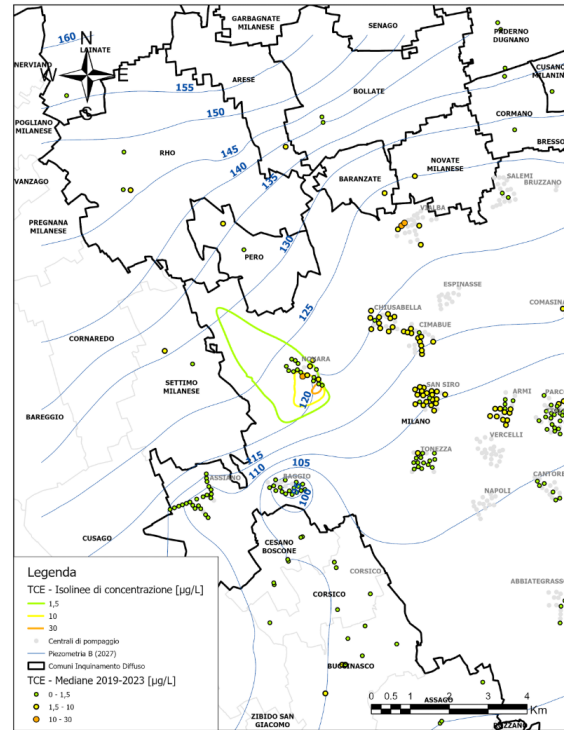 GARBAGNATE
MILANESE
SENAGO
PADERNO
DUGNANO
160
N
LAINATE
NERVIANO
W
E
S
ARESE
BOLLATE
CUSANO
MILANINO
155
150
CORMANO
POGLIANO
MILANESE
BRESSO
RHO
145
140
135
NOVATE
MILANESE
VANZAGO
BARANZATE
SALEMI
BRUZZANO
PREGNANA
MILANESE
VIALBA
130
PERO
125
ESPINASSE
CHIUSABELLA
COMASINA
CIMABUE
CORNAREDO
NOVARA
SETTIMO
MILANESE
SAN SIRO
ARMI
PARCO
120
BAREGGIO
MILANO
VERCELLI
115
110
105
TONEZZA
ASSIANO
BAGGIO
100
CANTORE
NAPOLI
CUSAGO
CESANO
BOSCONE
CORSICO
CORSICO
ABBIATEGRASSO
BUCCINASCO
ASSAGO
ZIBIDO SAN
GIACOMO
ROZZANO
0 0.5 1 2 3 4
Km
Legenda
TCE - Isolinee di concentrazione [µg/L]
1,5
10
30
Centrali di pompaggio
Piezometria B (2027)
Comuni Inquinamento Diffuso
TCE - Mediane 2019-2023 [µg/L]
0 - 1,5
1,5 - 10
10 - 30